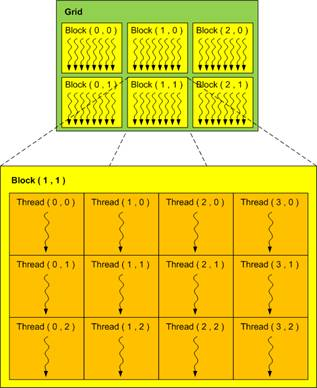 Grid
Block ( 0 , 0 ) Block ( 1 , 0 ) Block ( 2 , 0 )
Block ( 0 , 1 ) Block ( 1 , 1 ) Block ( 2 , 1 )
Block ( 1 , 1 )
Thread ( 0 , 0 ) Thread ( 1 , 0 ) Thread ( 2 , 0 ) Thread ( 3 , 0 )
Thread ( 0 , 1 ) Thread ( 1 , 1 ) Thread ( 2 , 1 ) Thread ( 3 , 1 )
Thread ( 0 , 2 ) Thread ( 1 , 2 ) Thread ( 2 , 2 ) Thread ( 3 , 2 )